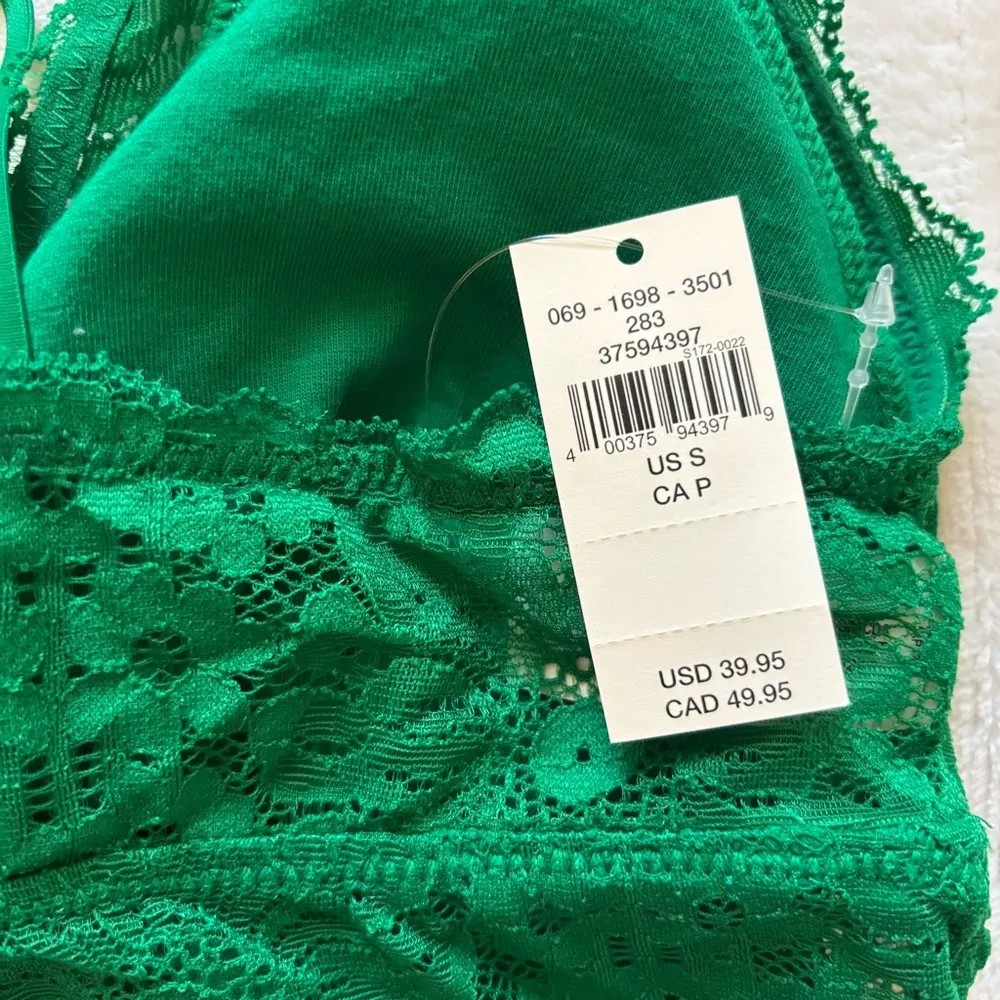 069 - 1698 - 3501
283
37594397
S172-0022
4 00375 94397 9
US S
CA P
USD 39.95
CAD 49.95